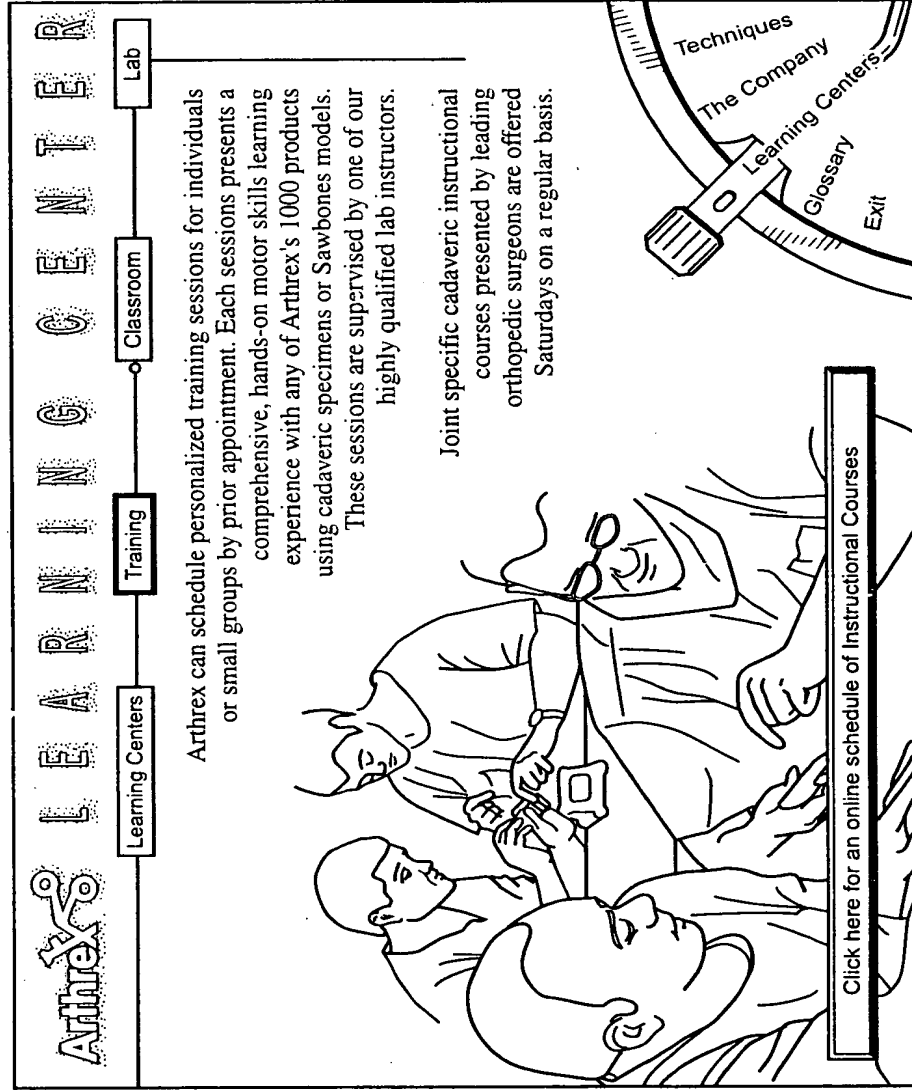 Arthrex LEARNING CENTER
Learning Centers
Training
Classroom
Lab
Arthrex can schedule personalized training sessions for individuals
or small groups by prior appointment. Each sessions presents a
comprehensive, hands-on motor skills learning
experience with any of Arthrex's 1000 products
using cadaveric specimens or Sawbones models.
These sessions are supervised by one of our
highly qualified lab instructors.
Joint specific cadaveric instructional
courses presented by leading
orthopedic surgeons are offered
Saturdays on a regular basis.
Techniques
The Company
Learning Centers
Glossary
Exit
Click here for an online schedule of Instructional Courses